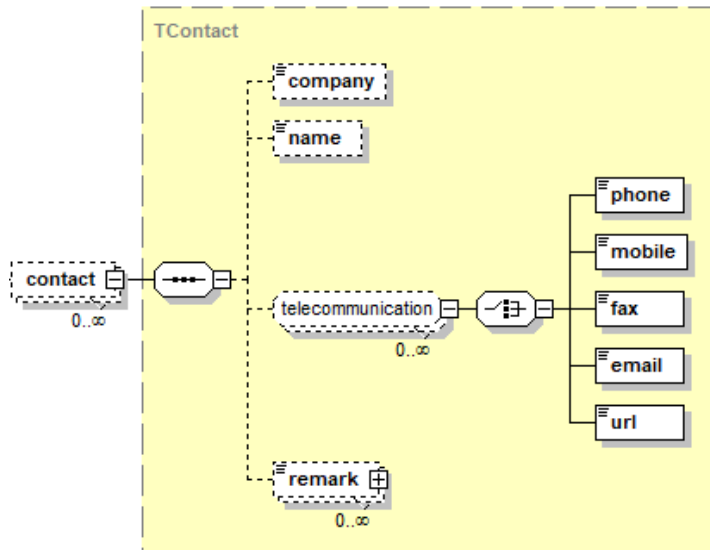 TContact
company
name
phone
mobile
contact
0..∞
telecommunication
0..∞
fax
email
url
remark
0..∞